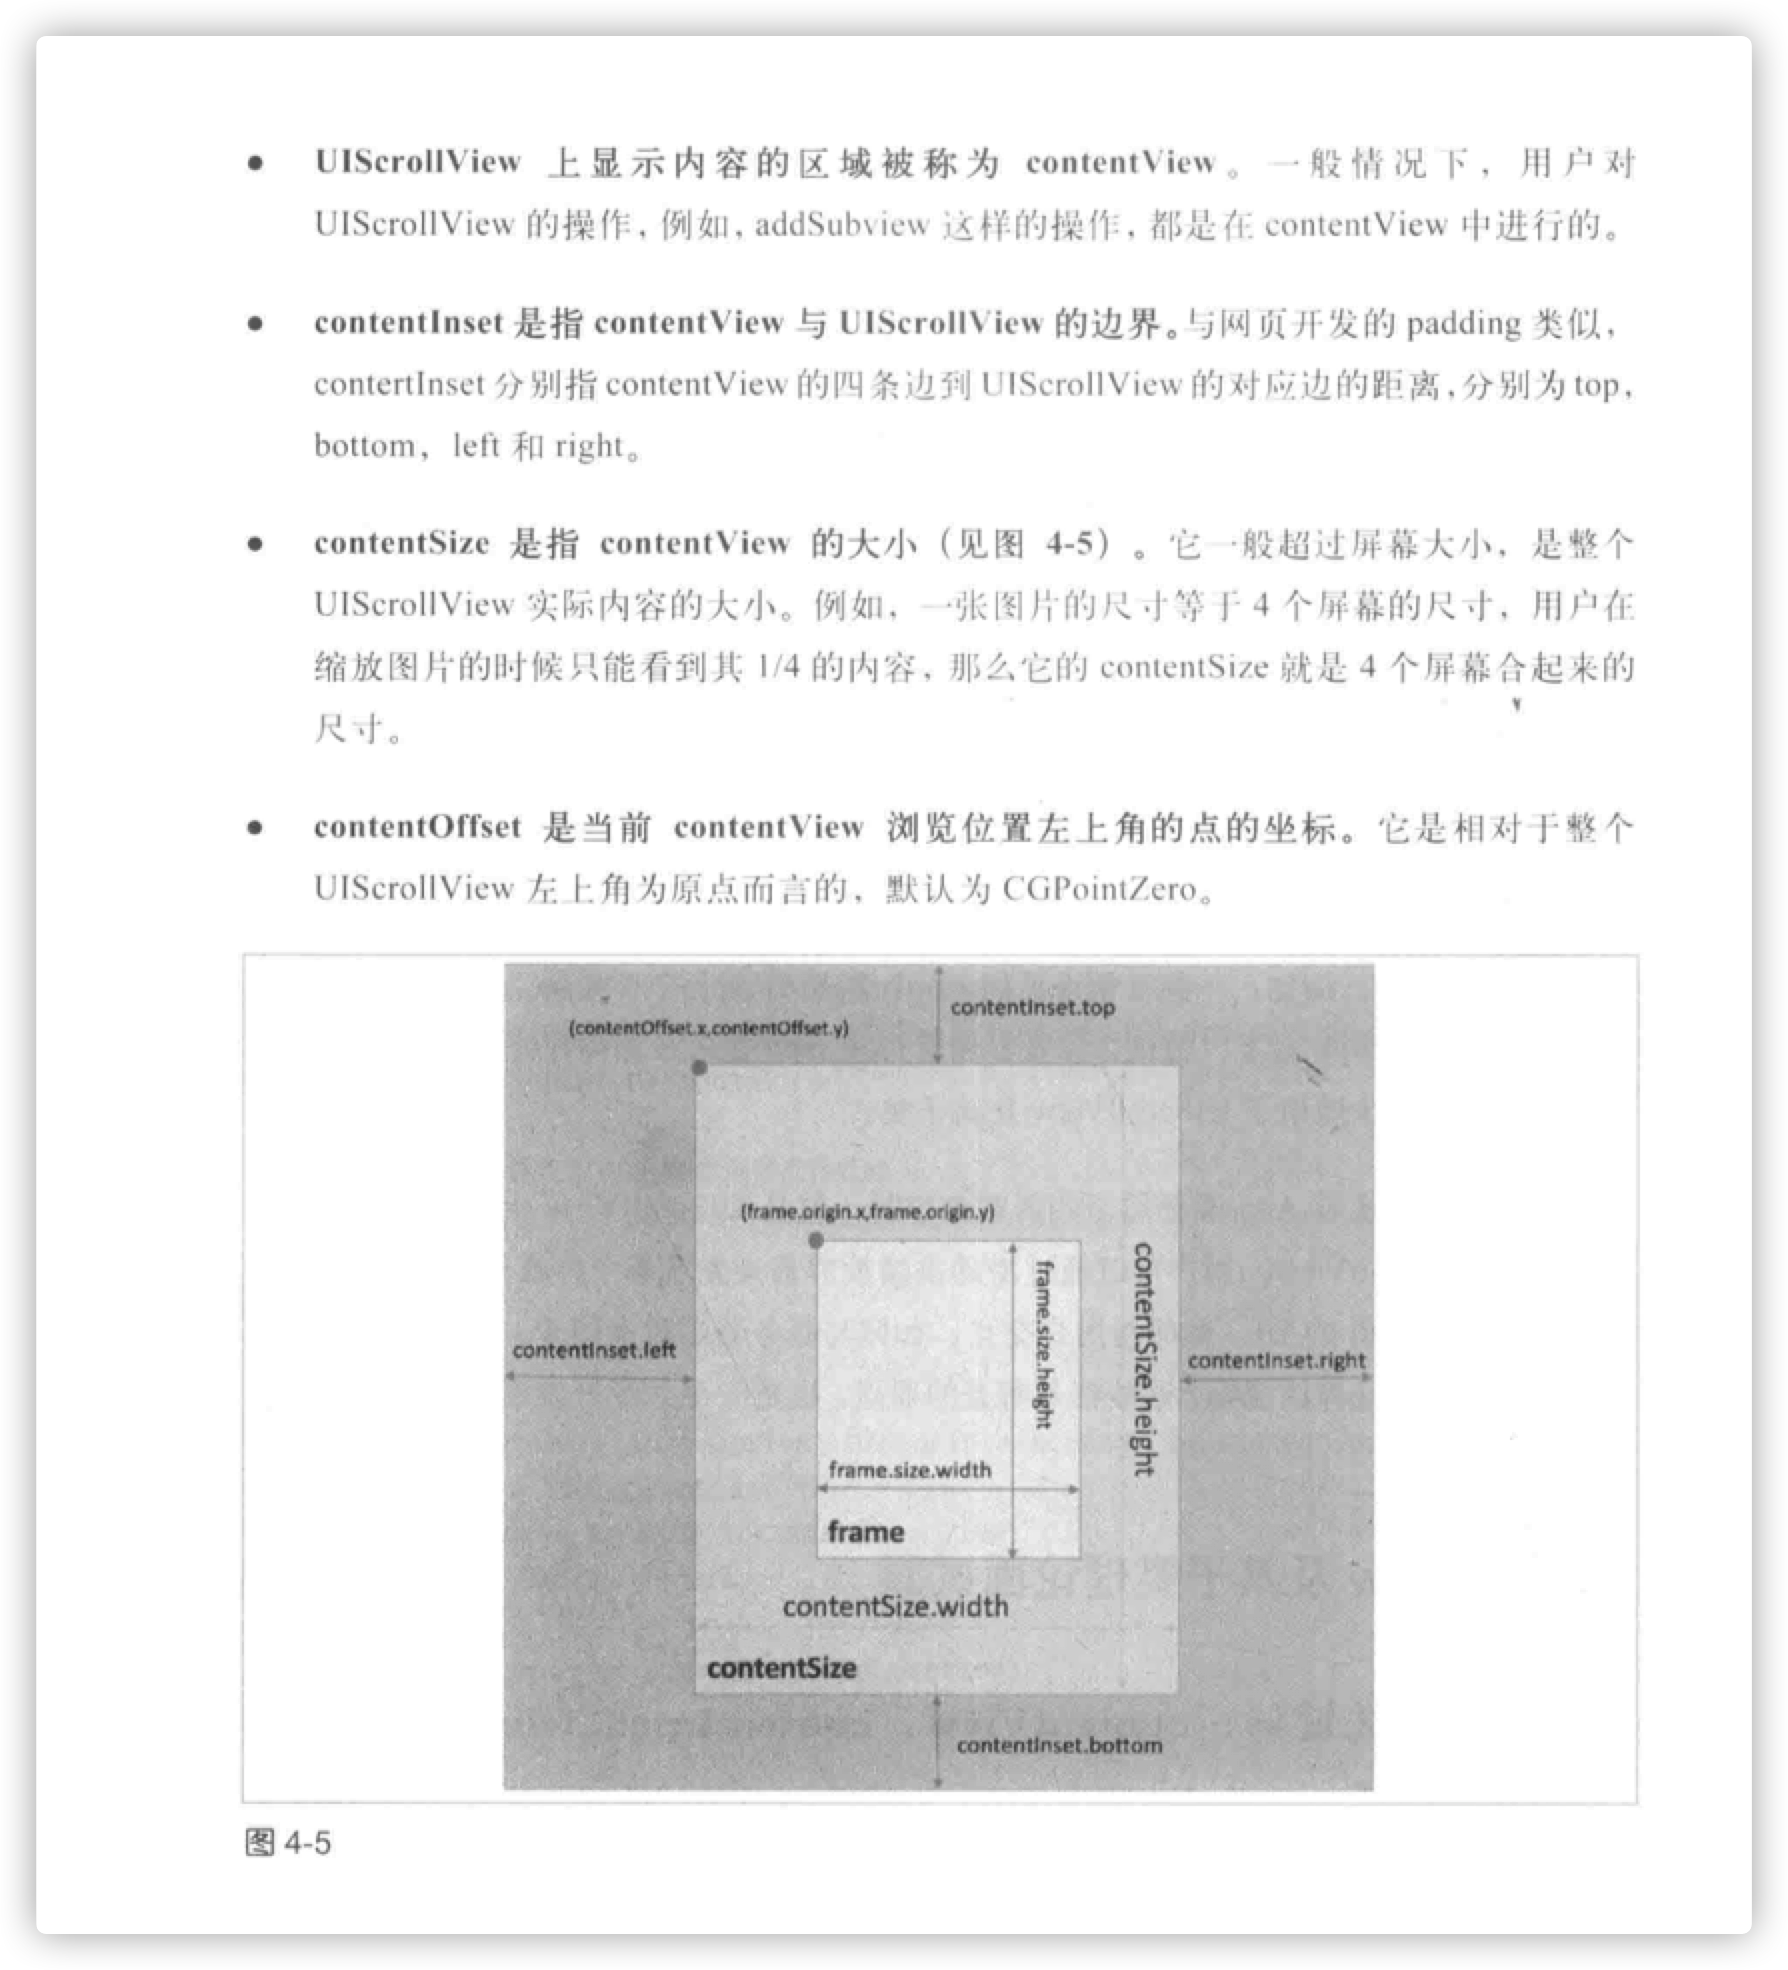 ● UIScrollView 上显示内容的区域被称为 contentView。一般情况下，用户对
UIScrollView 的操作，例如，addSubview 这样的操作，都是在 contentView 中进行的。
● contentInset 是指 contentView 与 UIScrollView 的边界。与网页开发的 padding 类似，
contertInset 分别指 contentView 的四条边到 UIScrollView 的对应边的距离，分别为 top，
bottom，left 和 right。
● contentSize 是指 contentView 的大小（见图 4-5）。它一般超过屏幕大小，是整个
UIScrollView 实际内容的大小。例如，一张图片的尺寸等于 4 个屏幕的尺寸，用户在
缩放图片的时候只能看到其 1/4 的内容，那么它的 contentSize 就是 4 个屏幕合起来的
尺寸。
● contentOffset 是当前 contentView 浏览位置左上角的点的坐标。它是相对于整个
UIScrollView 左上角为原点而言的，默认为 CGPointZero。
contentInset.top
(contentOffset.x,contentOffset.y)
(frame.origin.x,frame.origin.y)
frame.size.height
contentSize.height
contentInset.left
contentInset.right
frame.size.width
frame
contentSize.width
contentSize
contentInset.bottom
图 4-5